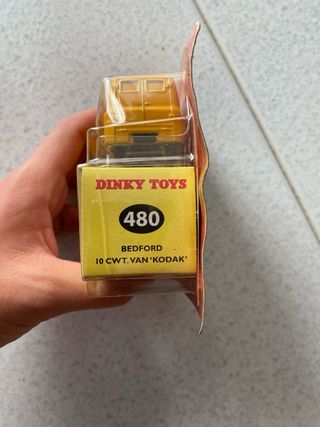 DINKY TOYS
480
BEDFORD
10 CWT. VAN 'KODAK'